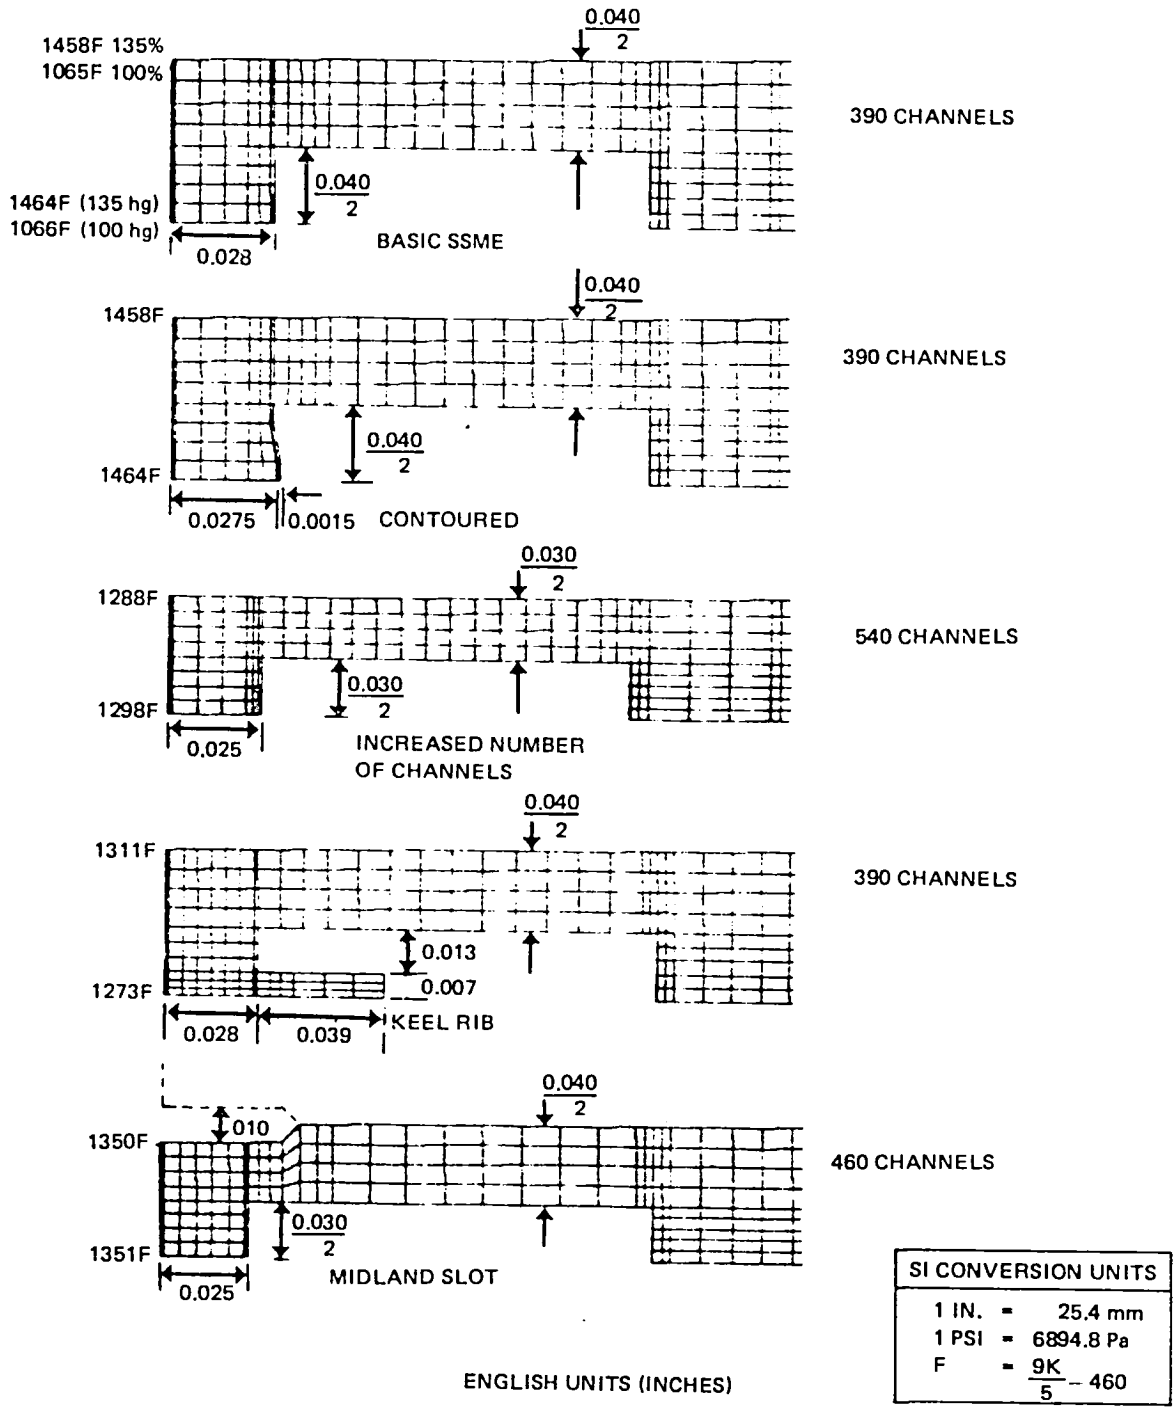 0.040
2
1458F 135%
1065F 100%
390 CHANNELS
0.040
2
1464F (135 hg)
1066F (100 hg)
0.028
BASIC SSME
0.040
2
1458F
390 CHANNELS
0.040
2
1464F
0.0275
0.0015
CONTOURED
0.030
2
1288F
540 CHANNELS
0.030
2
1298F
0.025
INCREASED NUMBER
OF CHANNELS
0.040
2
1311F
390 CHANNELS
0.013
0.007
1273F
0.028
0.039
KEEL RIB
0.040
2
010
1350F
460 CHANNELS
0.030
2
1351F
0.025
MIDLAND SLOT
SI CONVERSION UNITS
1 IN. = 25.4 mm
1 PSI = 6894.8 Pa
F = 9K
5 – 460
ENGLISH UNITS (INCHES)